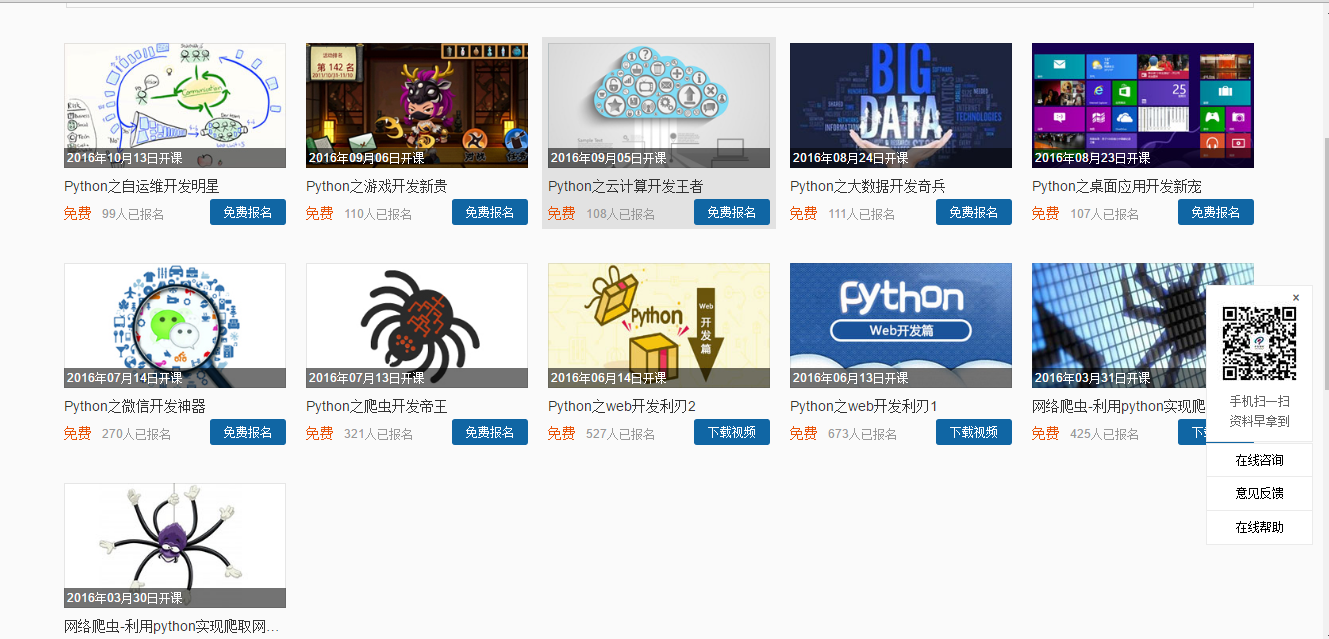 2016年10月13日开课
Python之自运维开发明星
免费 99人已报名 免费报名
活动排名
第 142 名
2016年09月06日开课
Python之游戏开发新贵
免费 110人已报名 免费报名
2016年09月05日开课
Python之云计算开发王者
免费 108人已报名 免费报名
BIG
DATA
2016年08月24日开课
Python之大数据开发奇兵
免费 111人已报名 免费报名
25
2016年08月23日开课
Python之桌面应用开发新宠
免费 107人已报名 免费报名
2016年07月14日开课
Python之微信开发神器
免费 270人已报名 免费报名
2016年07月13日开课
Python之爬虫开发帝王
免费 321人已报名 免费报名
Python
Web
开
发
篇
2016年06月14日开课
Python之web开发利刃2
免费 527人已报名 下载视频
Python
Web开发篇
2016年06月13日开课
Python之web开发利刃1
免费 673人已报名 下载视频
2016年03月31日开课
网络爬虫-利用python实现爬
免费 425人已报名 下
×
手机扫一扫
资料早拿到
在线咨询
意见反馈
在线帮助
2016年03月30日开课
网络爬虫-利用python实现爬取网...